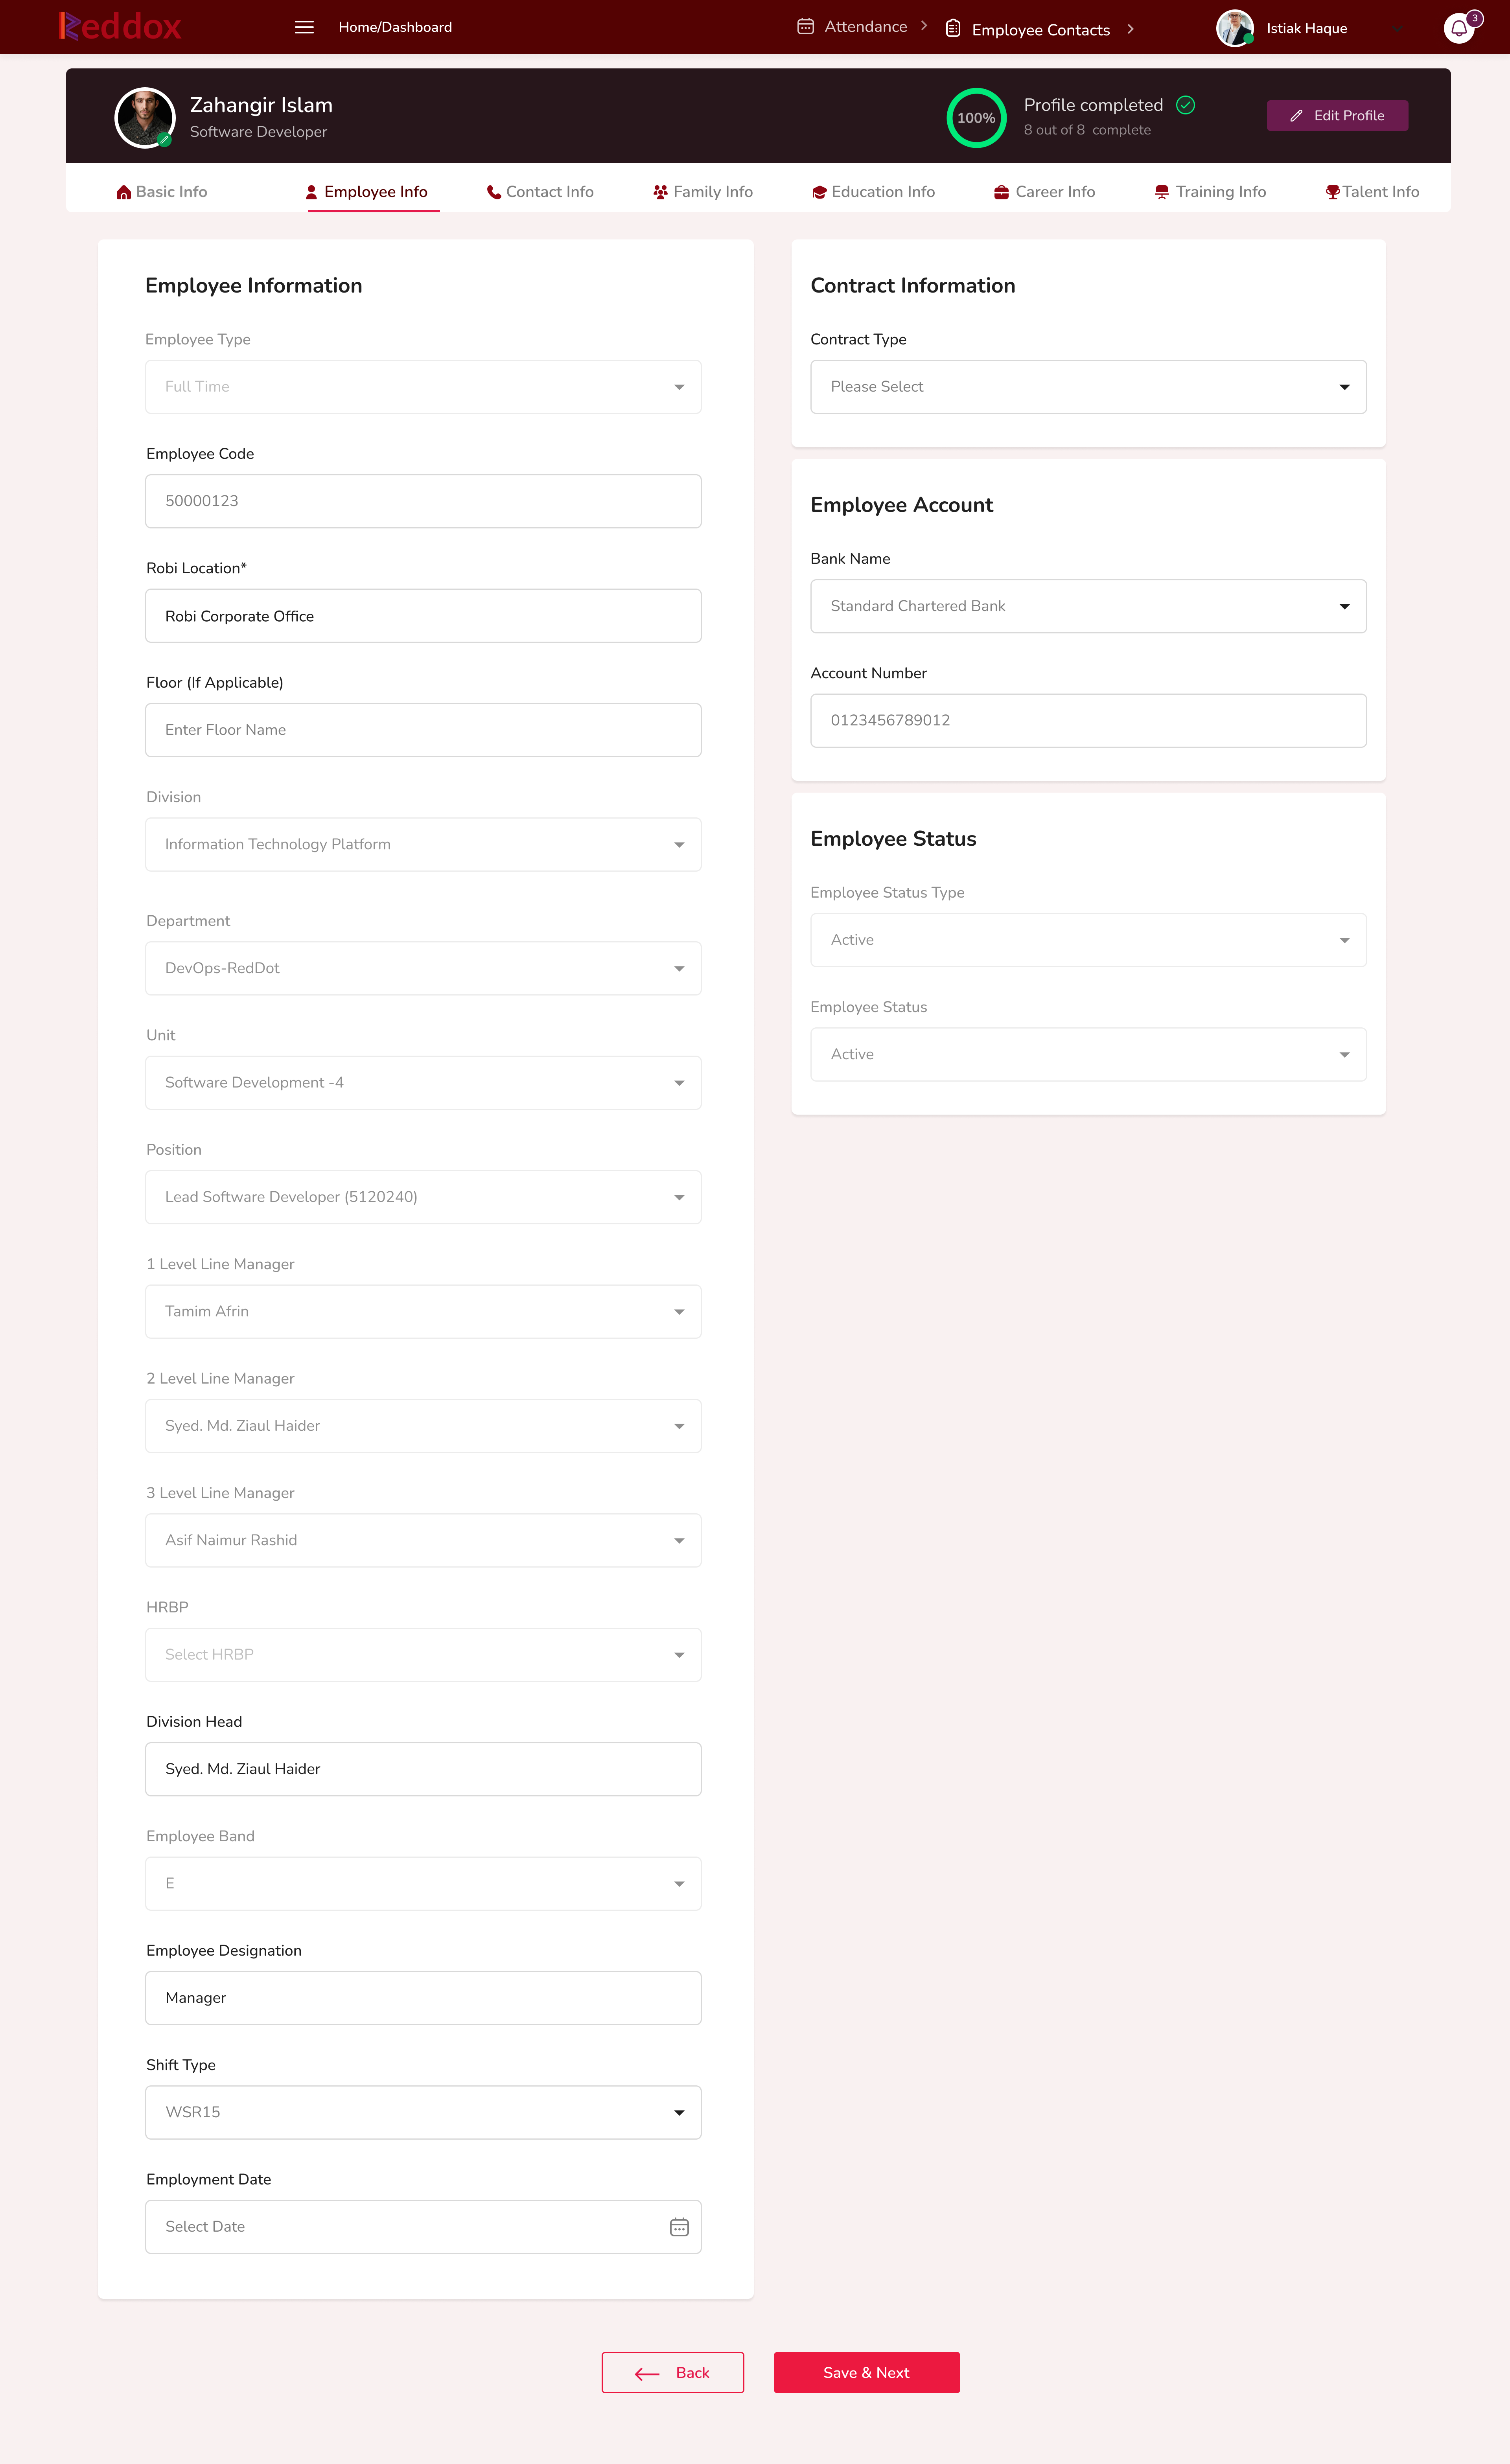 Reddox
Home/Dashboard
Attendance
Employee Contacts
Istiak Haque
3
Zahangir Islam
Software Developer
100%
Profile completed
8 out of 8 complete
Edit Profile
Basic Info
Employee Info
Contact Info
Family Info
Education Info
Career Info
Training Info
Talent Info
Employee Information
Employee Type
Full Time
Employee Code
50000123
Robi Location*
Robi Corporate Office
Floor (If Applicable)
Enter Floor Name
Division
Information Technology Platform
Department
DevOps-RedDot
Unit
Software Development -4
Position
Lead Software Developer (5120240)
1 Level Line Manager
Tamim Afrin
2 Level Line Manager
Syed. Md. Ziaul Haider
3 Level Line Manager
Asif Naimur Rashid
HRBP
Select HRBP
Division Head
Syed. Md. Ziaul Haider
Employee Band
E
Employee Designation
Manager
Shift Type
WSR15
Employment Date
Select Date
Contract Information
Contract Type
Please Select
Employee Account
Bank Name
Standard Chartered Bank
Account Number
0123456789012
Employee Status
Employee Status Type
Active
Employee Status
Active
Back
Save & Next